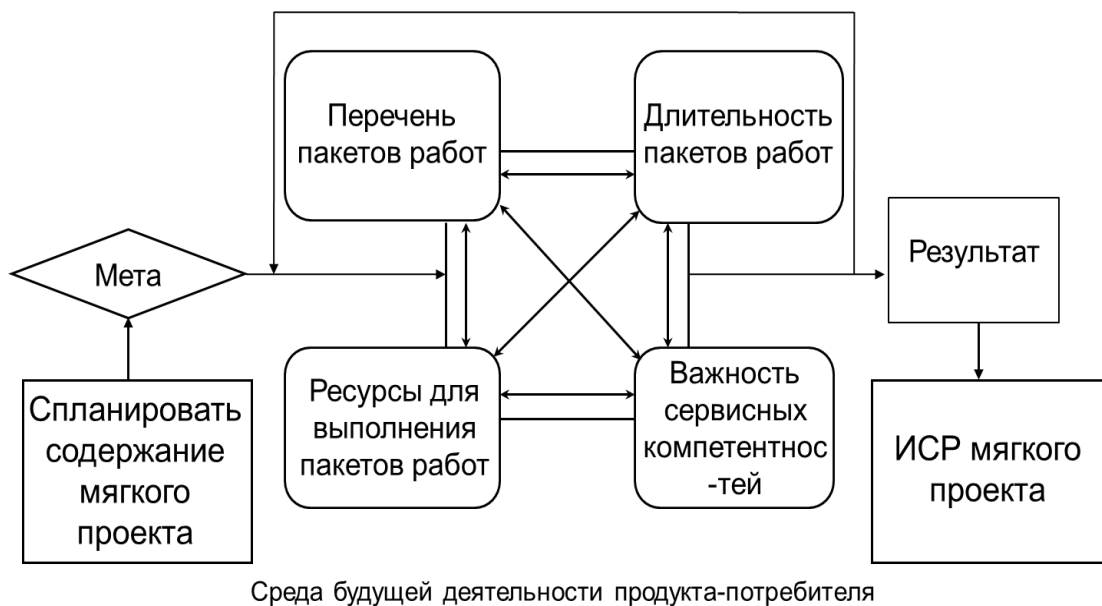 Перечень
пакетов работ
Длительность
пакетов работ
Мета
Результат
Спланировать
содержание
мягкого
проекта
Ресурсы для
выполнения
пакетов работ
Важность
сервисных
компетентнос
-тей
ИСР мягкого
проекта
Среда будущей деятельности продукта-потребителя